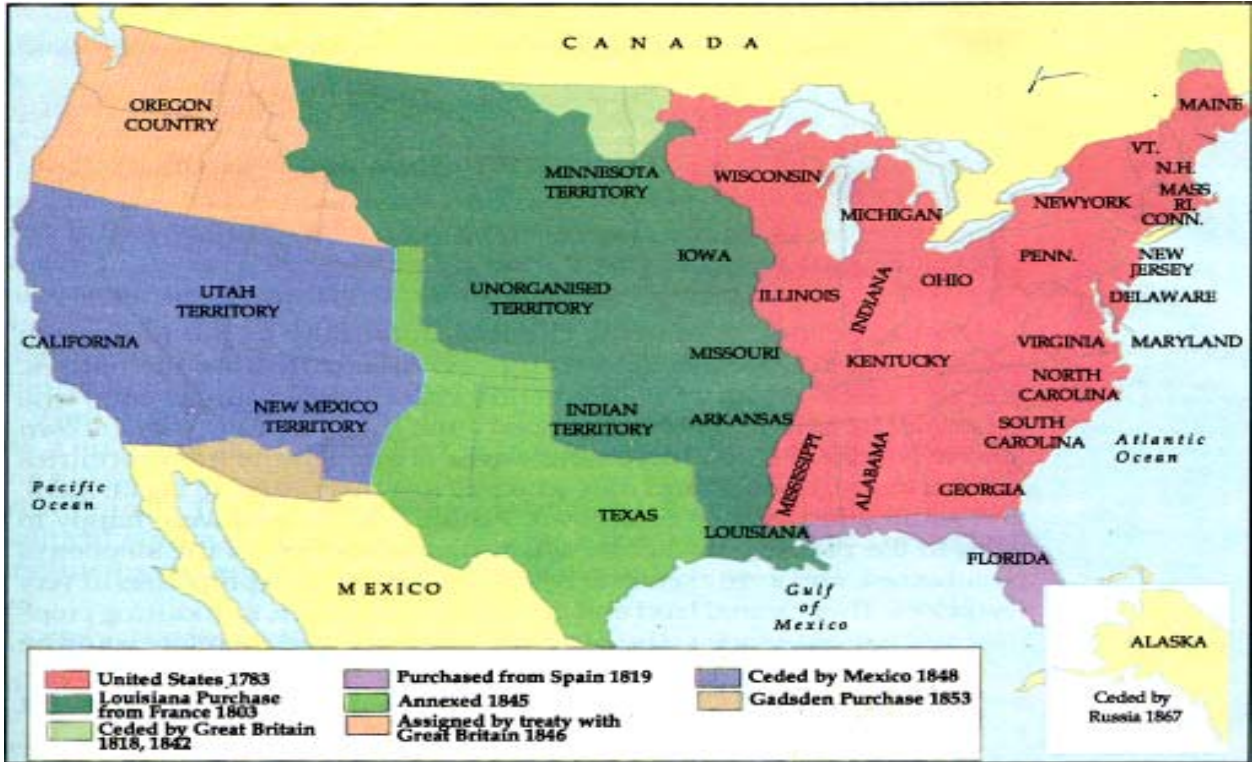 CANADA
OREGON
COUNTRY
MAINE
VT.
N.H.
MASS
RI.
CONN.
NEWYORK
MINNESOTA
TERRITORY
WISCONSIN
MICHIGAN
PENN.
NEW
JERSEY
IOWA
OHIO
UTAH
TERRITORY
UNORGANISED
TERRITORY
ILLINOIS
INDIANA
DELAWARE
CALIFORNIA
MISSOURI
KENTUCKY
VIRGINIA
MARYLAND
NORTH
CAROLINA
NEW MEXICO
TERRITORY
INDIAN
TERRITORY
ARKANSAS
SOUTH
CAROLINA
Atlantic
Ocean
MISSISSIPPI
ALABAMA
Pacific
Ocean
GEORGIA
TEXAS
LOUISIANA
FLORIDA
MEXICO
Gulf
of
Mexico
ALASKA
Ceded by
Russia 1867
United States 1783
Louisiana Purchase
from France 1803
Ceded by Great Britain
1818, 1842
Purchased from Spain 1819
Annexed 1845
Assigned by treaty with
Great Britain 1846
Ceded by Mexico 1848
Gadsden Purchase 1853